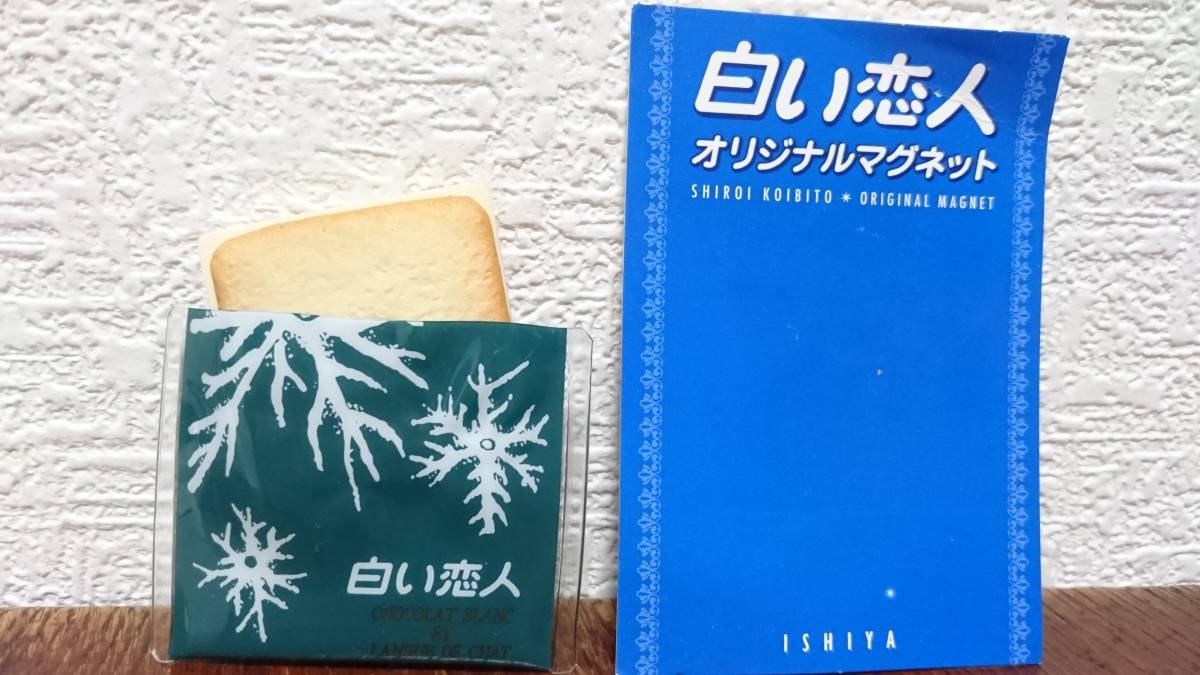 白い恋人
CHOCOLAT BLANC
ET
LANGUE DE CHAT
白い恋人
オリジナルマグネット
SHIROI KOIBITO * ORIGINAL MAGNET
ISHIYA